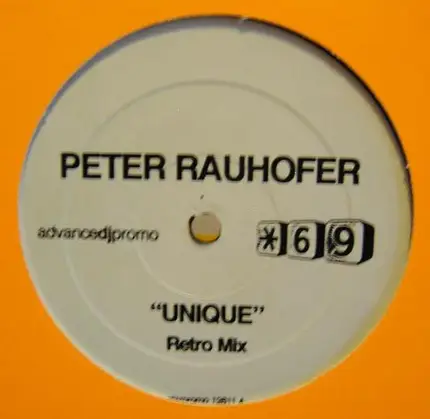 PETER RAUHOFER
advancedjpromo
*69
"UNIQUE"
Retro Mix